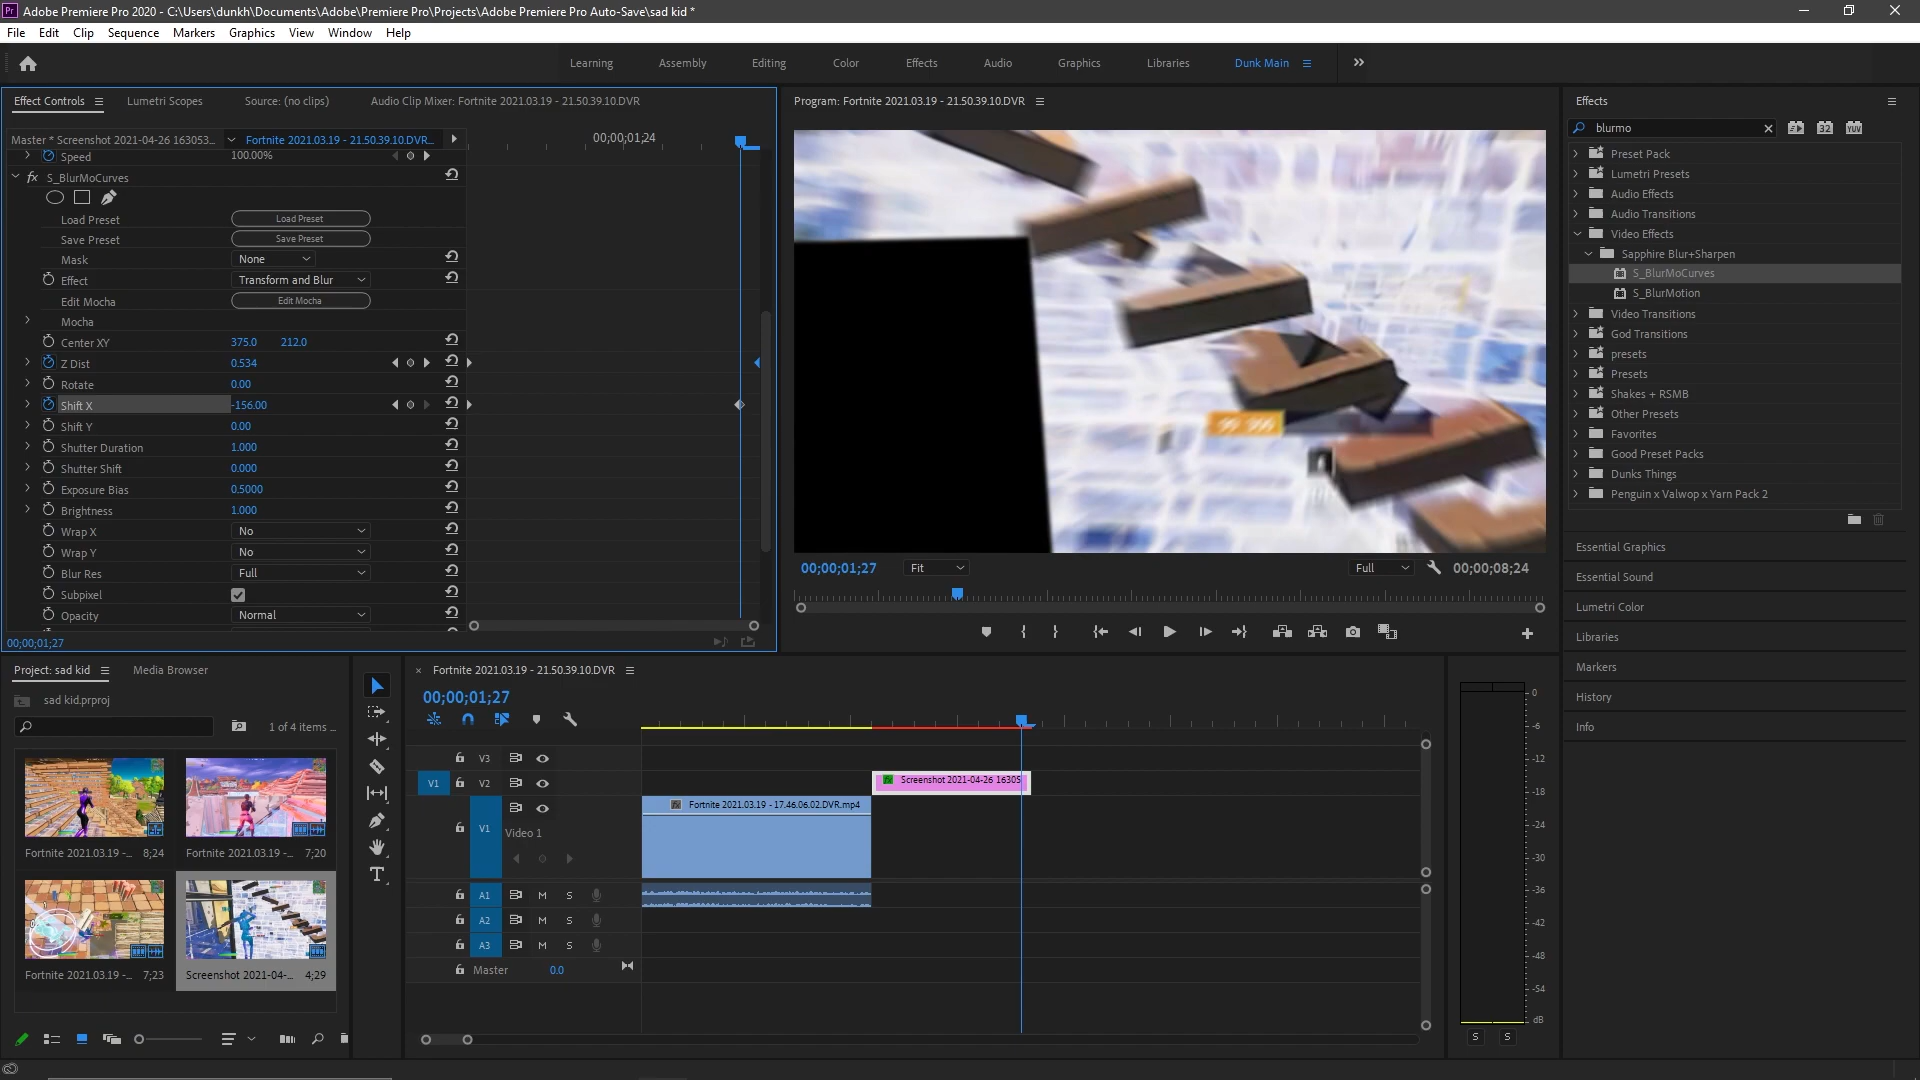 Adobe Premiere Pro 2020 - C:\Users\dunkh\Documents\Adobe\Premiere Pro\Projects\Adobe Premiere Pro Auto-Save\sad kid *
File Edit Clip Sequence Markers Graphics View Window Help
Learning Assembly Editing Color Effects Audio Graphics Libraries Dunk Main
Effect Controls Lumetri Scopes Source: (no clips) Audio Clip Mixer: Fortnite 2021.03.19 - 21.50.39.10.DVR
Master * Screenshot 2021-04-26 163053... Fortnite 2021.03.19 - 21.50.39.10.DVR...
00;00;01;24
Speed 100.00%
fx S_BlurMoCurves
Load Preset Load Preset
Save Preset Save Preset
Mask None
Effect Transform and Blur
Edit Mocha Edit Mocha
Mocha
Center XY 375.0 212.0
Z Dist 0.534
Rotate 0.00
Shift X -156.00
Shift Y 0.00
Shutter Duration 1.000
Shutter Shift 0.000
Exposure Bias 0.5000
Brightness 1.000
Wrap X No
Wrap Y No
Blur Res Full
Subpixel
Opacity Normal
00;00;01;27
Program: Fortnite 2021.03.19 - 21.50.39.10.DVR
00;00;01;27 Fit Full 00;00;08;24
Effects
blurmo
32 YUV
Preset Pack
Lumetri Presets
Audio Effects
Audio Transitions
Video Effects
Sapphire Blur+Sharpen
S_BlurMoCurves
S_BlurMotion
Video Transitions
God Transitions
presets
Presets
Shakes + RSMB
Other Presets
Favorites
Good Preset Packs
Dunks Things
Penguin x Valwop x Yarn Pack 2
Essential Graphics
Essential Sound
Lumetri Color
Libraries
Markers
History
Info
Project: sad kid Media Browser
sad kid.prproj
1 of 4 items ...
Fortnite 2021.03.19 -... 8;24
Fortnite 2021.03.19 -... 7;20
Fortnite 2021.03.19 -... 7;23
Screenshot 2021-04-... 4;29
Fortnite 2021.03.19 - 21.50.39.10.DVR
00;00;01;27
V3
V1 V2
V1
Video 1
A1 M S
A2 M S
A3 M S
Master 0.0
Screenshot 2021-04-26 16305
Fortnite 2021.03.19 - 17.46.06.02.DVR.mp4
0
-6
-12
-18
-24
-30
-36
-42
-48
-54
dB
S S